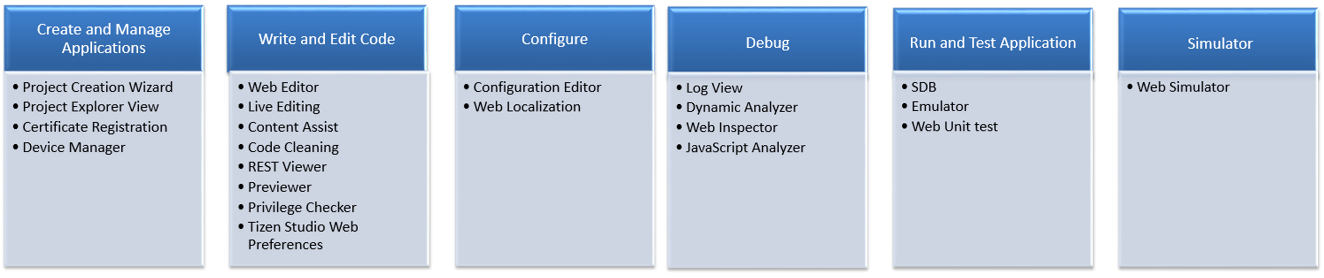 Create and Manage
Applications
• Project Creation Wizard
• Project Explorer View
• Certificate Registration
• Device Manager
Write and Edit Code
• Web Editor
• Live Editing
• Content Assist
• Code Cleaning
• REST Viewer
• Previewer
• Privilege Checker
• Tizen Studio Web
Preferences
Configure
• Configuration Editor
• Web Localization
Debug
• Log View
• Dynamic Analyzer
• Web Inspector
• JavaScript Analyzer
Run and Test Application
• SDB
• Emulator
• Web Unit test
Simulator
• Web Simulator